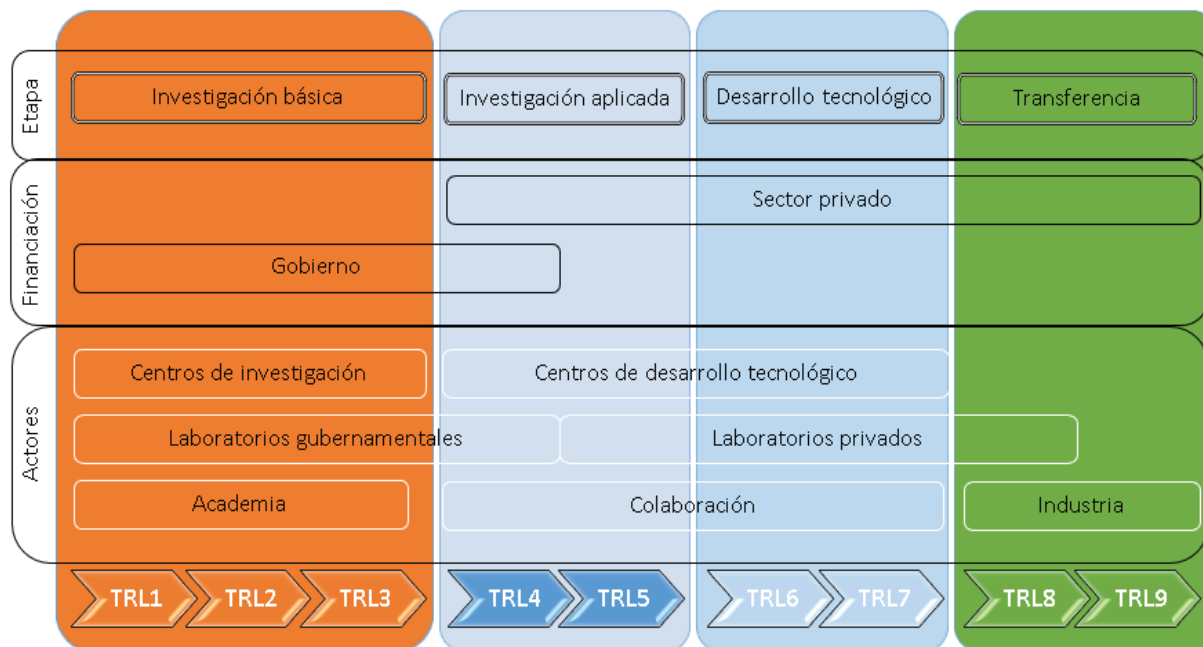 Etapa
Investigación básica
Investigación aplicada
Desarrollo tecnológico
Transferencia
Financiación
Sector privado
Gobierno
Actores
Centros de investigación
Centros de desarrollo tecnológico
Laboratorios gubernamentales
Laboratorios privados
Academia
Colaboración
Industria
TRL1
TRL2
TRL3
TRL4
TRL5
TRL6
TRL7
TRL8
TRL9